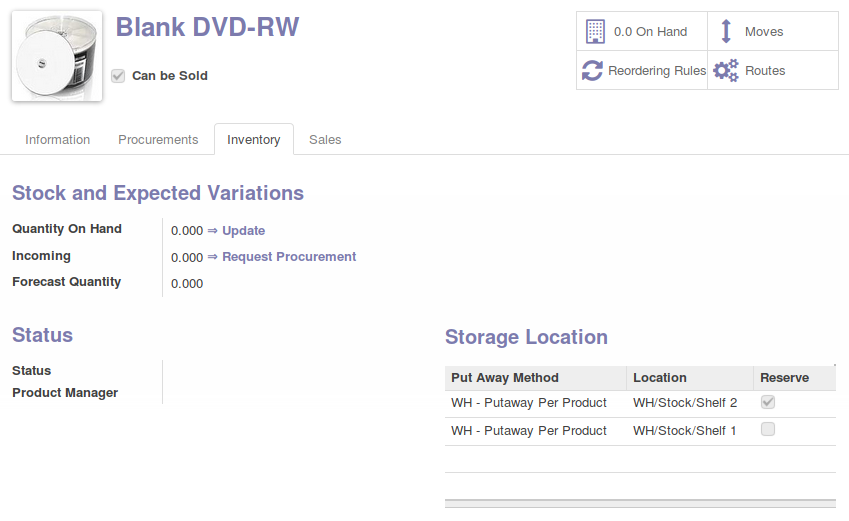 Blank DVD-RW
Can be Sold
0.0 On Hand
Moves
Reordering Rules
Routes
Information Procurements Inventory Sales
Stock and Expected Variations
Quantity On Hand 0.000 ⇒ Update
Incoming 0.000 ⇒ Request Procurement
Forecast Quantity 0.000
Status
Status
Product Manager
Storage Location
Put Away Method Location Reserve
WH - Putaway Per Product WH/Stock/Shelf 2
WH - Putaway Per Product WH/Stock/Shelf 1